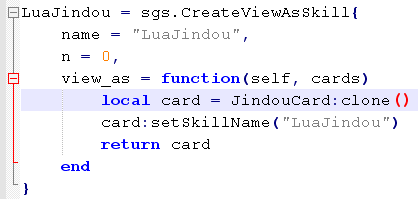 LuaJindou = sgs.CreateViewAsSkill{
    name = "LuaJindou",
    n = 0,
    view_as = function(self, cards)
        local card = JindouCard:clone()
        card:setSkillName("LuaJindou")
        return card
    end
}